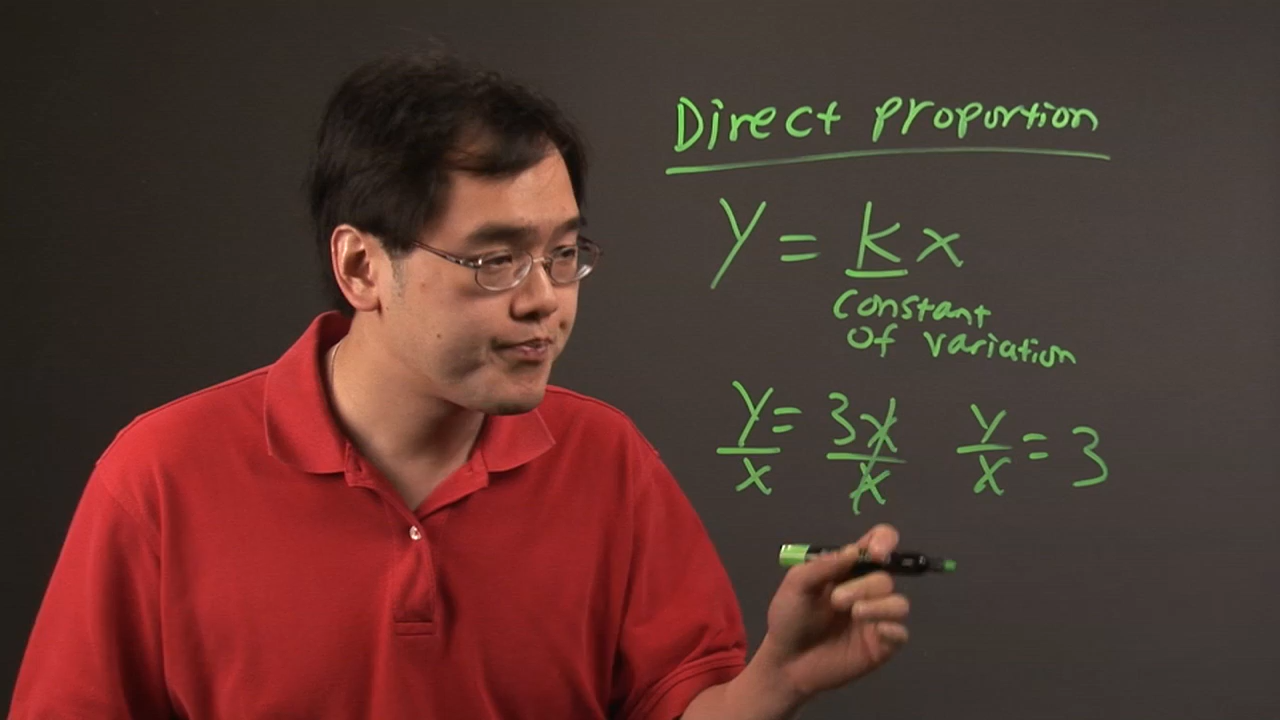 Direct proportion
y = kx
constant
of variation
y/x = 3x/x y/x = 3